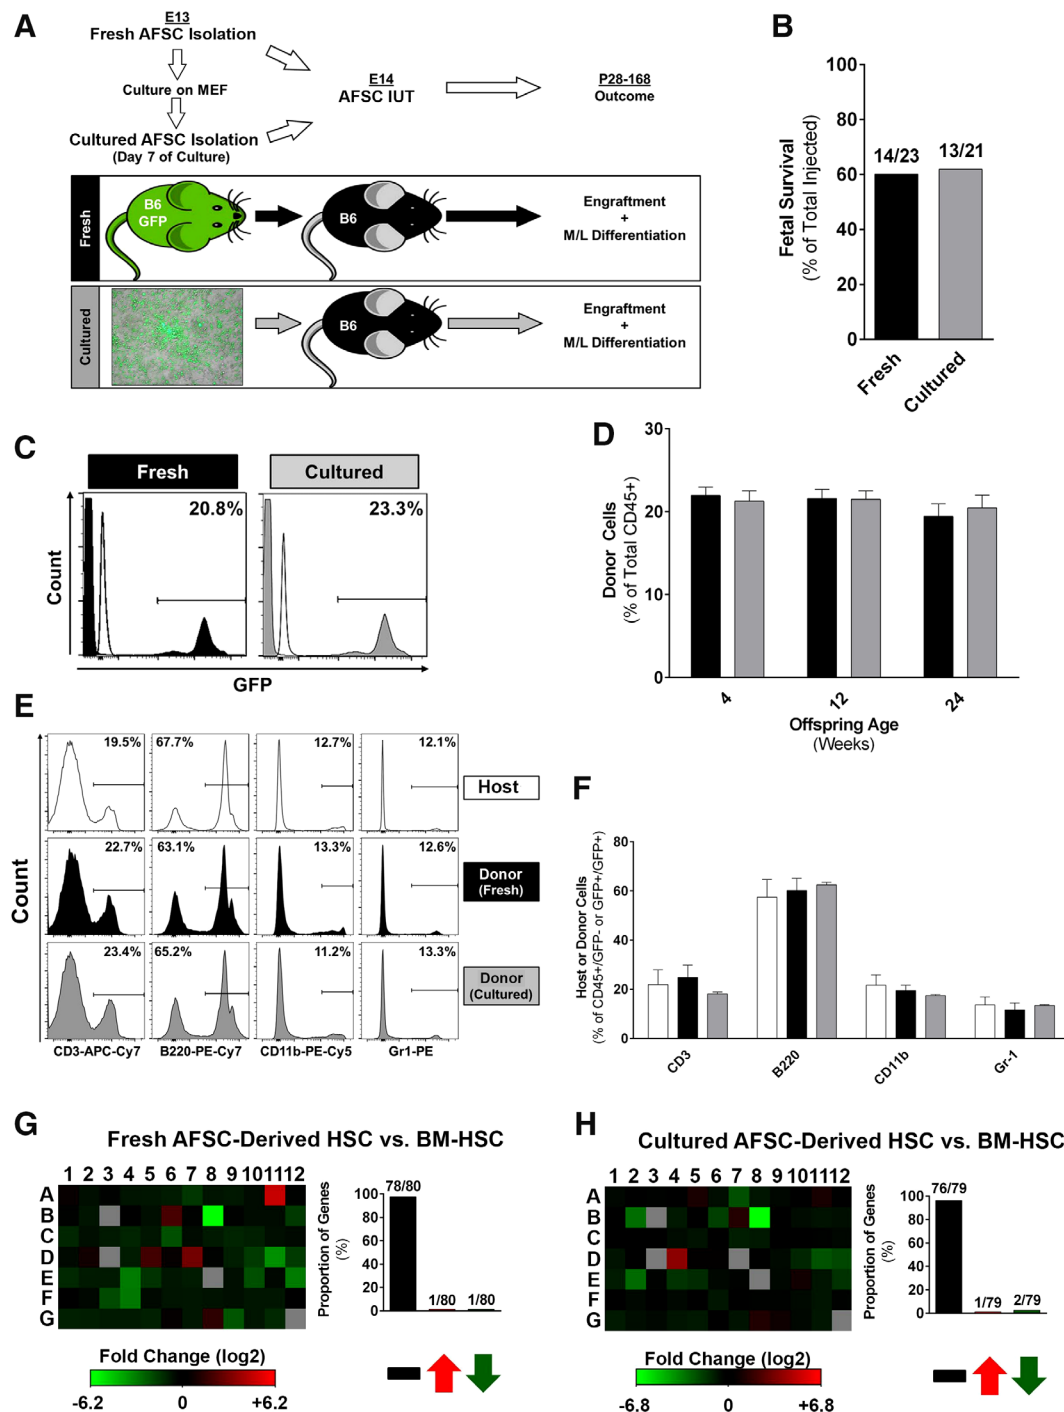 A
E13
Fresh AFSC Isolation
Culture on MEF
Cultured AFSC Isolation
(Day 7 of Culture)
E14
AFSC IUT
P28-168
Outcome
Fresh
B6
GFP
B6
Engraftment
+
M/L Differentiation
Cultured
B6
Engraftment
+
M/L Differentiation
B
Fetal Survival
(% of Total Injected)
100
80
60
40
20
0
14/23
13/21
Fresh
Cultured
C
Fresh
Cultured
20.8%
23.3%
Count
GFP
D
Donor Cells
(% of Total CD45+)
30
20
10
0
4
12
24
Offspring Age
(Weeks)
E
19.5%
67.7%
12.7%
12.1%
Host
22.7%
63.1%
13.3%
12.6%
Donor
(Fresh)
23.4%
65.2%
11.2%
13.3%
Donor
(Cultured)
Count
CD3-APC-Cy7
B220-PE-Cy7
CD11b-PE-Cy5
Gr1-PE
F
Host or Donor Cells
(% of CD45+/GFP- or GFP+/GFP+)
80
60
40
20
0
CD3
B220
CD11b
Gr-1
G
Fresh AFSC-Derived HSC vs. BM-HSC
1 2 3 4 5 6 7 8 9 10 11 12
A
B
C
D
E
F
G
Proportion of Genes
(%)
100
80
60
40
20
0
78/80
1/80
1/80
Fold Change (log2)
-6.2
0
+6.2
H
Cultured AFSC-Derived HSC vs. BM-HSC
1 2 3 4 5 6 7 8 9 10 11 12
A
B
C
D
E
F
G
Proportion of Genes
(%)
100
80
60
40
20
0
76/79
1/79
2/79
Fold Change (log2)
-6.8
0
+6.8